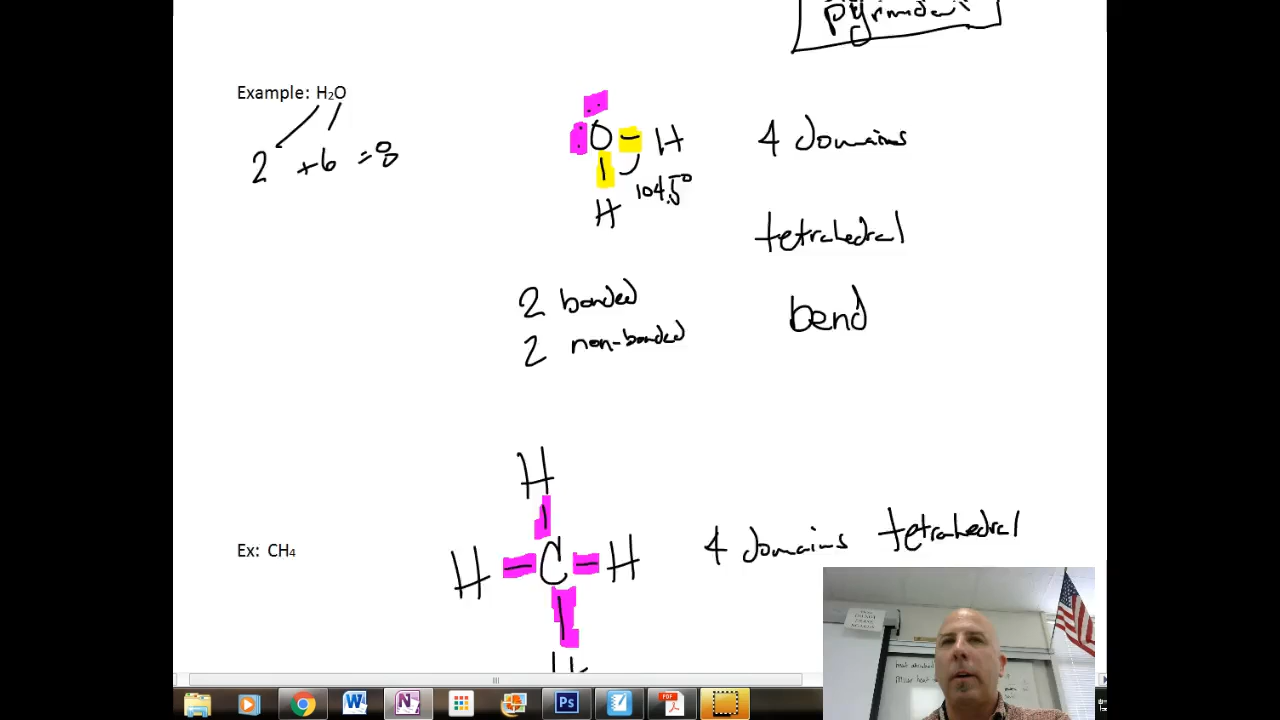 pyramidal
Example: H₂O
2 +6 =8
O H
H
104.5°
4 domains
tetrahedral
2 bonded
2 non-bonded
bend
Ex: CH₄
H
H C H
4 domains tetrahedral